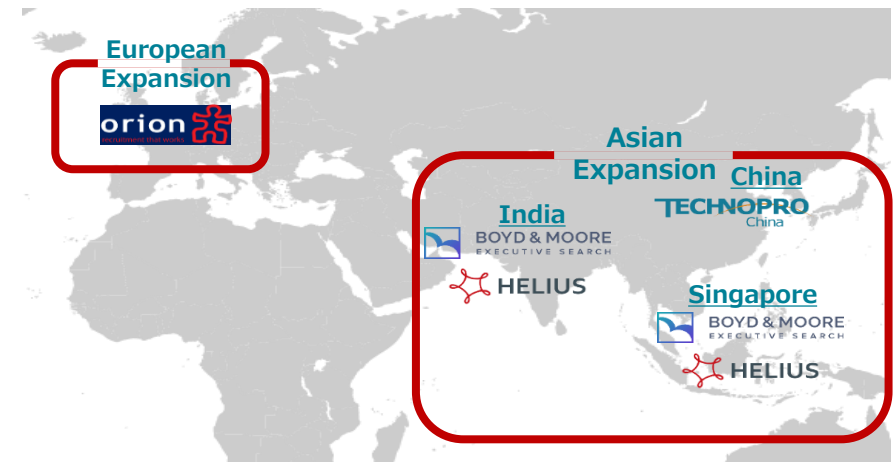 European
Expansion
orion
recruitment that works
Asian
Expansion
China
TECHNOPRO
China
India
BOYD & MOORE
EXECUTIVE SEARCH
HELIUS
Singapore
BOYD & MOORE
EXECUTIVE SEARCH
HELIUS